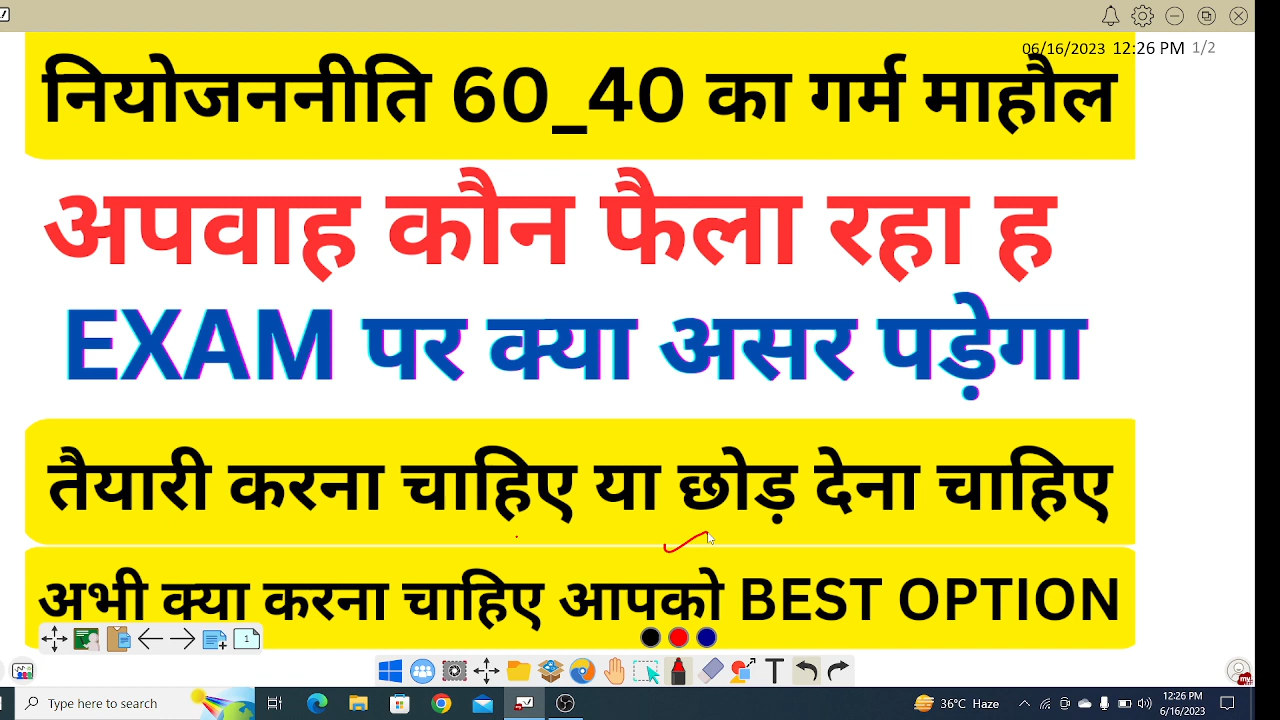 06/16/2023 12:26 PM 1/2
नियोजननीति 60_40 का गर्म माहौल
अपवाह कौन फैला रहा ह
EXAM पर क्या असर पड़ेगा
तैयारी करना चाहिए या छोड़ देना चाहिए
अभी क्या करना चाहिए आपको BEST OPTION
1
T
Type here to search
36°C Haze
12:26 PM
6/16/2023